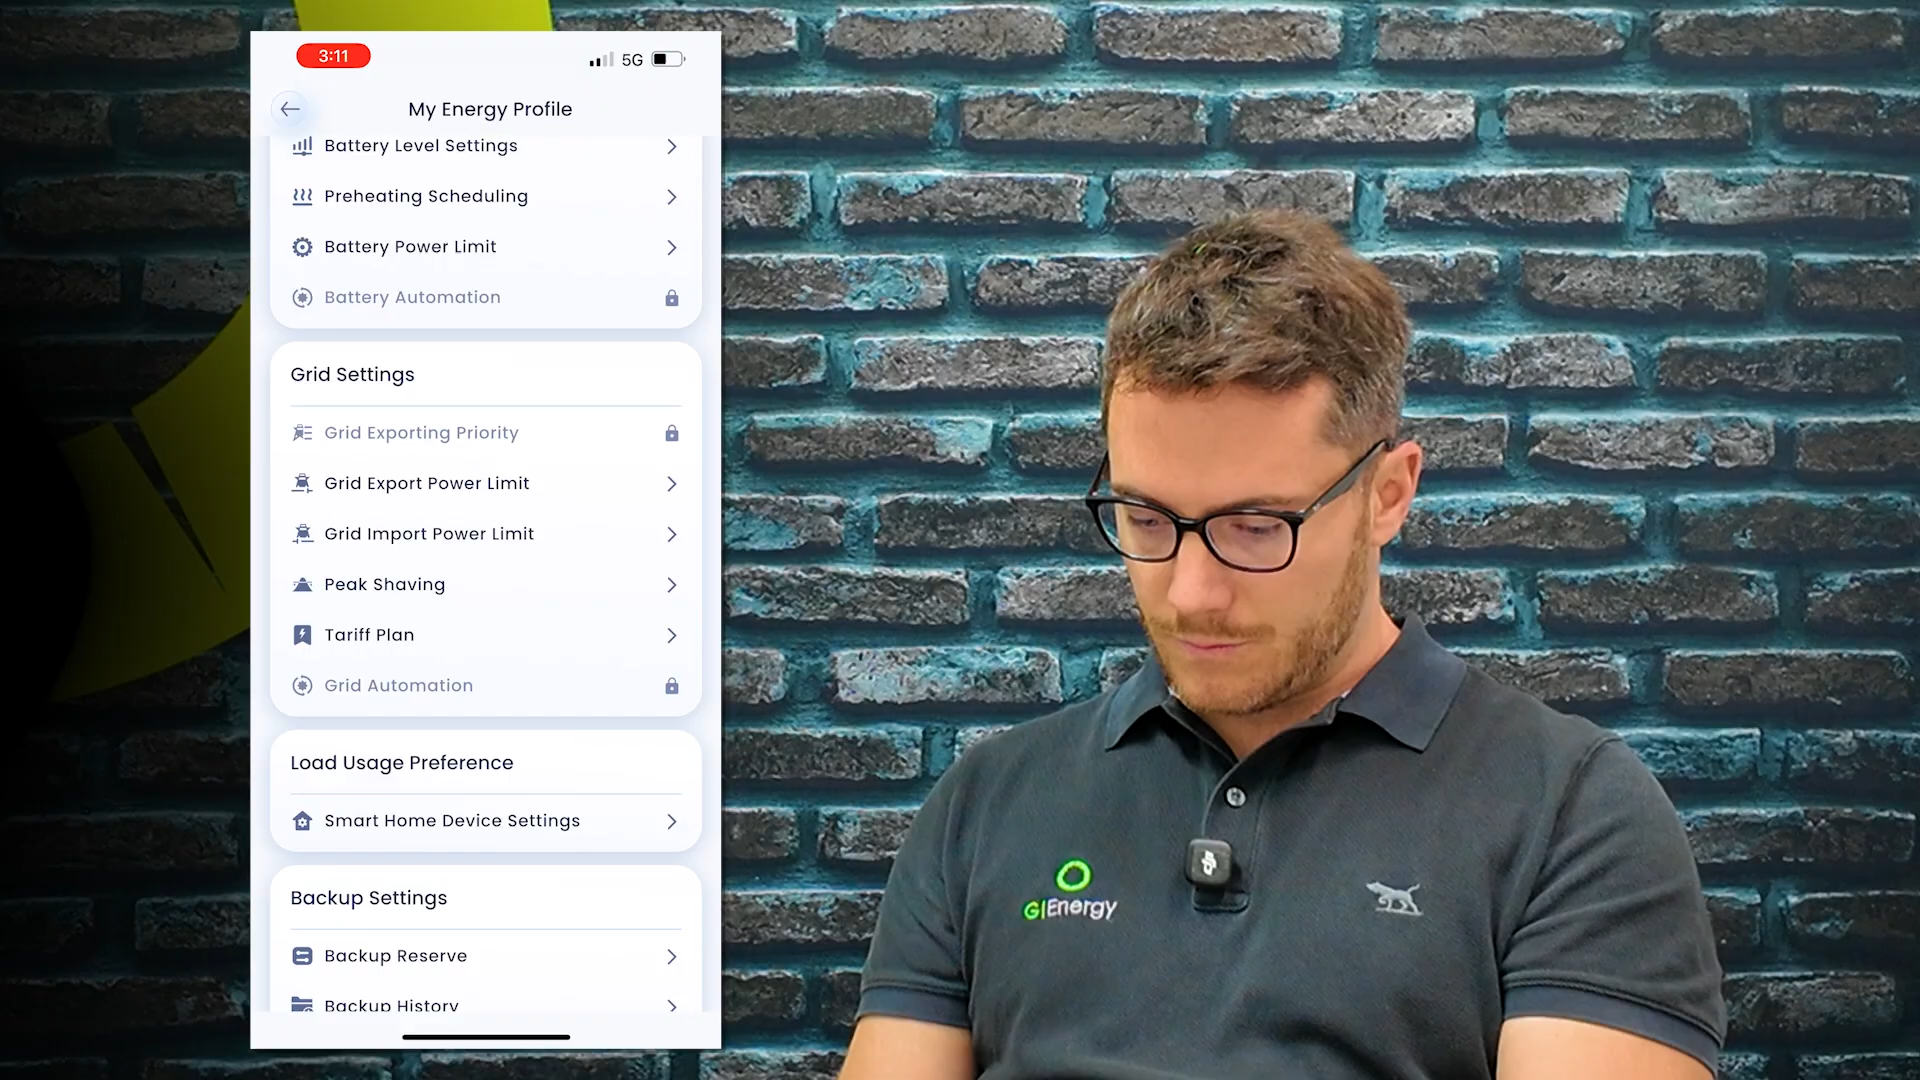 3:11
5G
My Energy Profile
Battery Level Settings
Preheating Scheduling
Battery Power Limit
Battery Automation
Grid Settings
Grid Exporting Priority
Grid Export Power Limit
Grid Import Power Limit
Peak Shaving
Tariff Plan
Grid Automation
Load Usage Preference
Smart Home Device Settings
Backup Settings
Backup Reserve
Backup History
GIEnergy